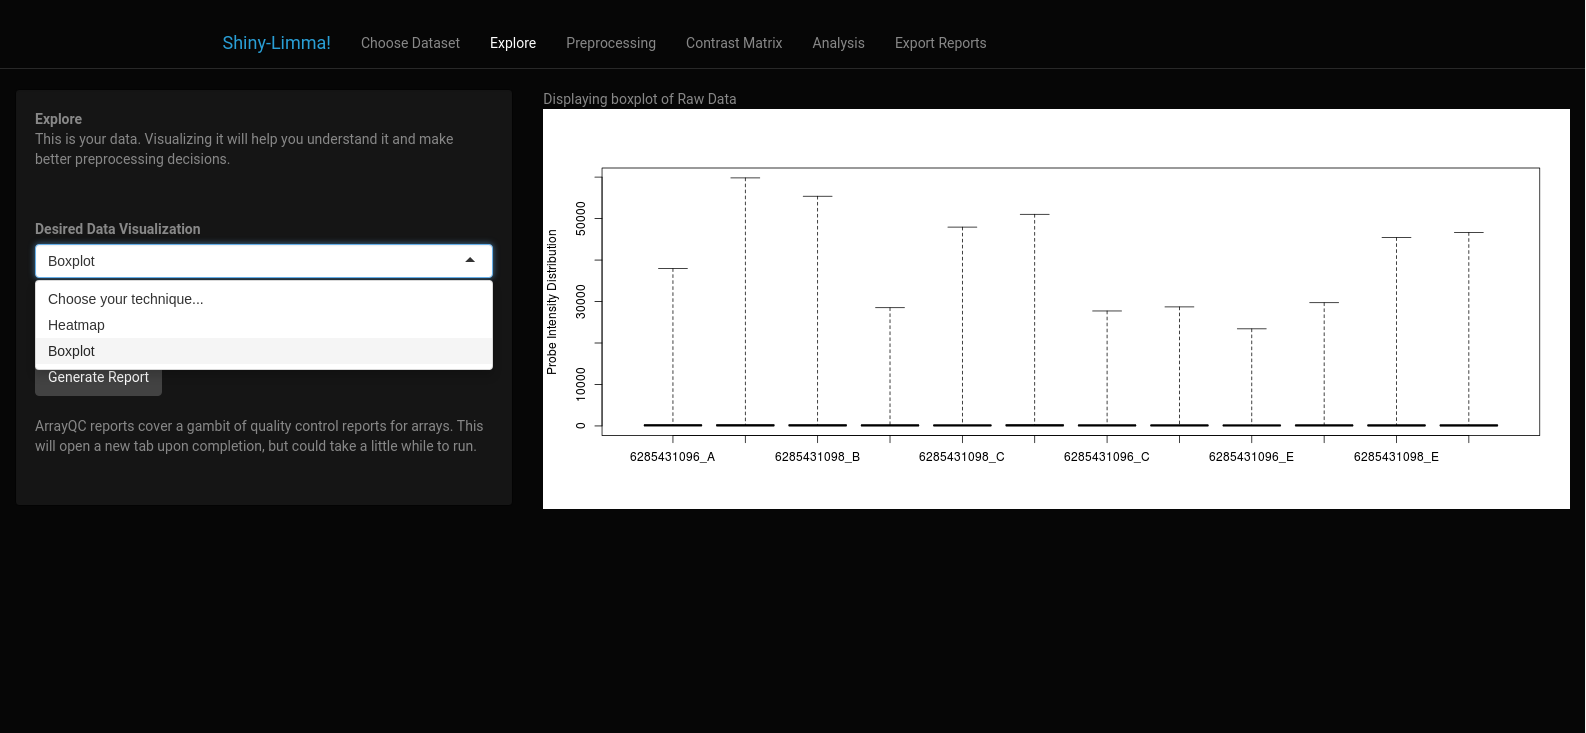 Shiny-Limma! Choose Dataset Explore Preprocessing Contrast Matrix Analysis Export Reports
Explore
This is your data. Visualizing it will help you understand it and make
better preprocessing decisions.
Desired Data Visualization
Boxplot
Choose your technique...
Heatmap
Boxplot
Generate Report
ArrayQC reports cover a gambit of quality control reports for arrays. This
will open a new tab upon completion, but could take a little while to run.
Displaying boxplot of Raw Data
Probe Intensity Distribution
50000
30000
10000
0
6285431096_A 6285431098_B 6285431098_C 6285431096_C 6285431096_E 6285431098_E